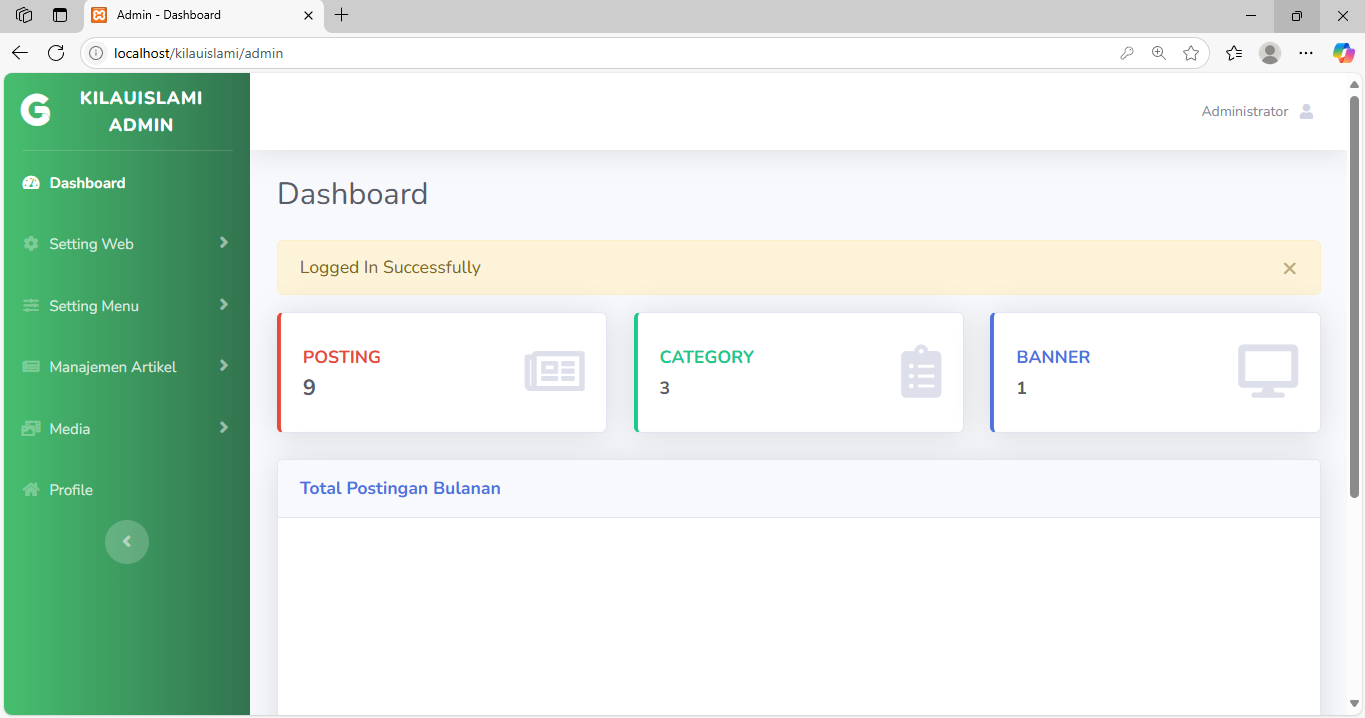 Admin - Dashboard
localhost/kilauislami/admin
KILAUISLAMI
ADMIN
Administrator
Dashboard
Setting Web
Setting Menu
Manajemen Artikel
Media
Profile
Dashboard
Logged In Successfully
POSTING
9
CATEGORY
3
BANNER
1
Total Postingan Bulanan